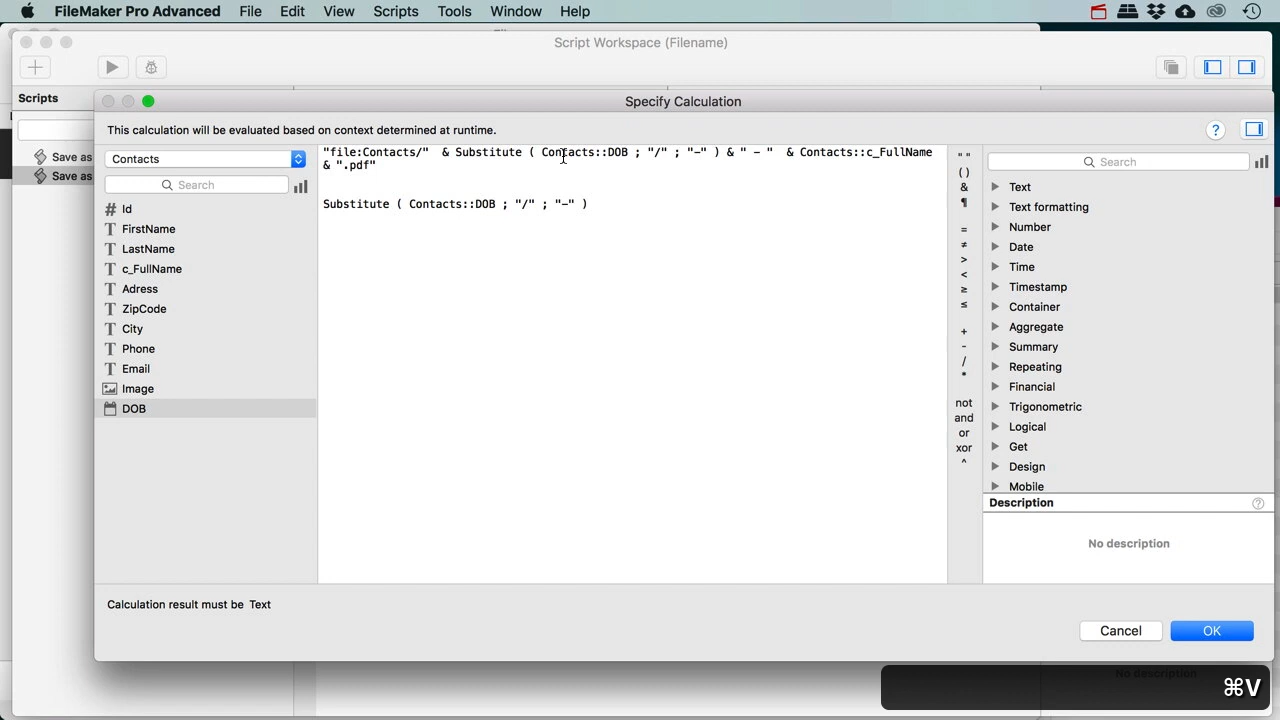 FileMaker Pro Advanced File Edit View Scripts Tools Window Help
Script Workspace (Filename)
Scripts
Specify Calculation
This calculation will be evaluated based on context determined at runtime.
?
Save as
Save as
Contacts
Search
Id
FirstName
LastName
c_FullName
Adress
ZipCode
City
Phone
Email
Image
DOB
"file:Contacts/" & Substitute ( Contacts::DOB ; "/" ; "-" ) & " - " & Contacts::c_FullName
& ".pdf"
Substitute ( Contacts::DOB ; "/" ; "-" )
" "
( )
&
¶
=
≠
>
<
≥
≤
+
-
/
*
not
and
or
xor
^
Search
Text
Text formatting
Number
Date
Time
Timestamp
Container
Aggregate
Summary
Repeating
Financial
Trigonometric
Logical
Get
Design
Mobile
Description
?
No description
Calculation result must be Text
Cancel
OK
No description
⌘V